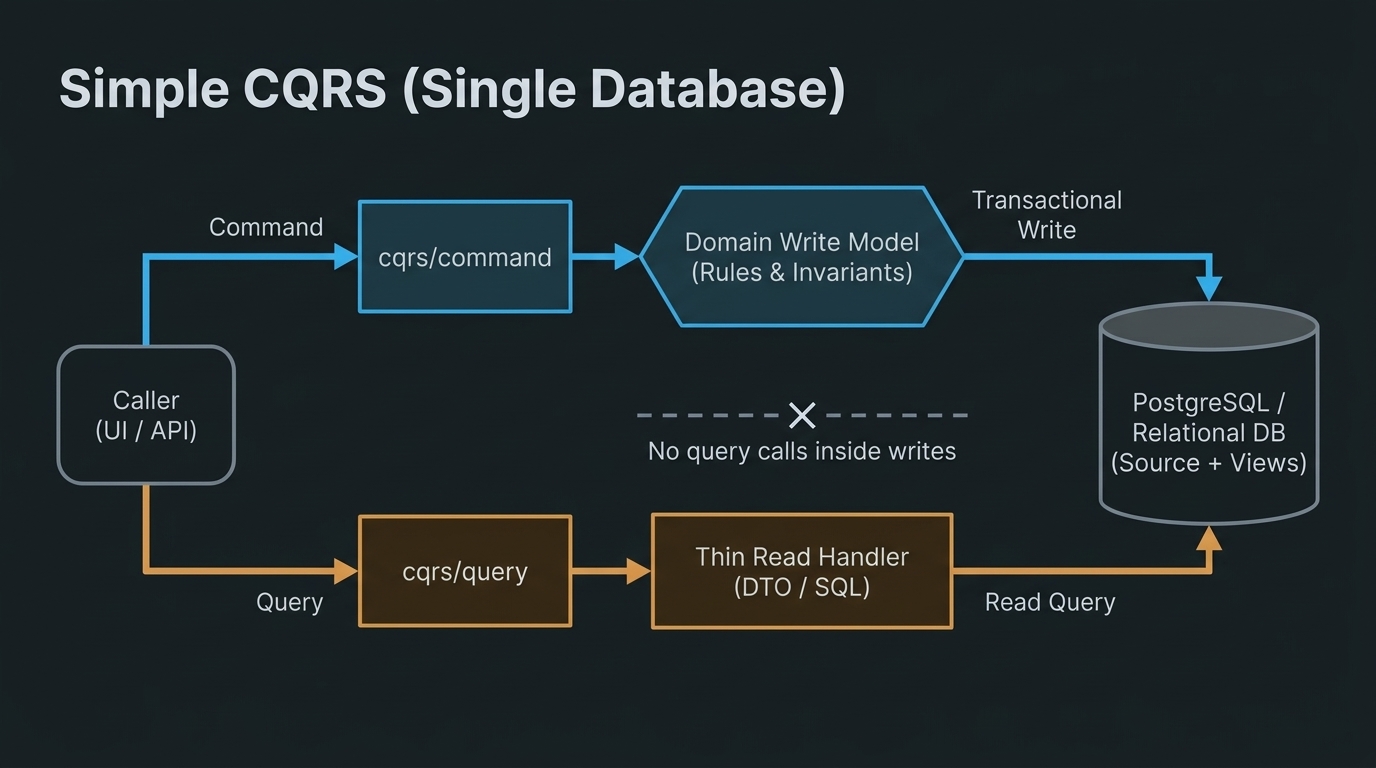 Simple CQRS (Single Database)
Command
cqrs/command
Domain Write Model
(Rules & Invariants)
Transactional
Write
Caller
(UI / API)
No query calls inside writes
PostgreSQL /
Relational DB
(Source + Views)
Query
cqrs/query
Thin Read Handler
(DTO / SQL)
Read Query